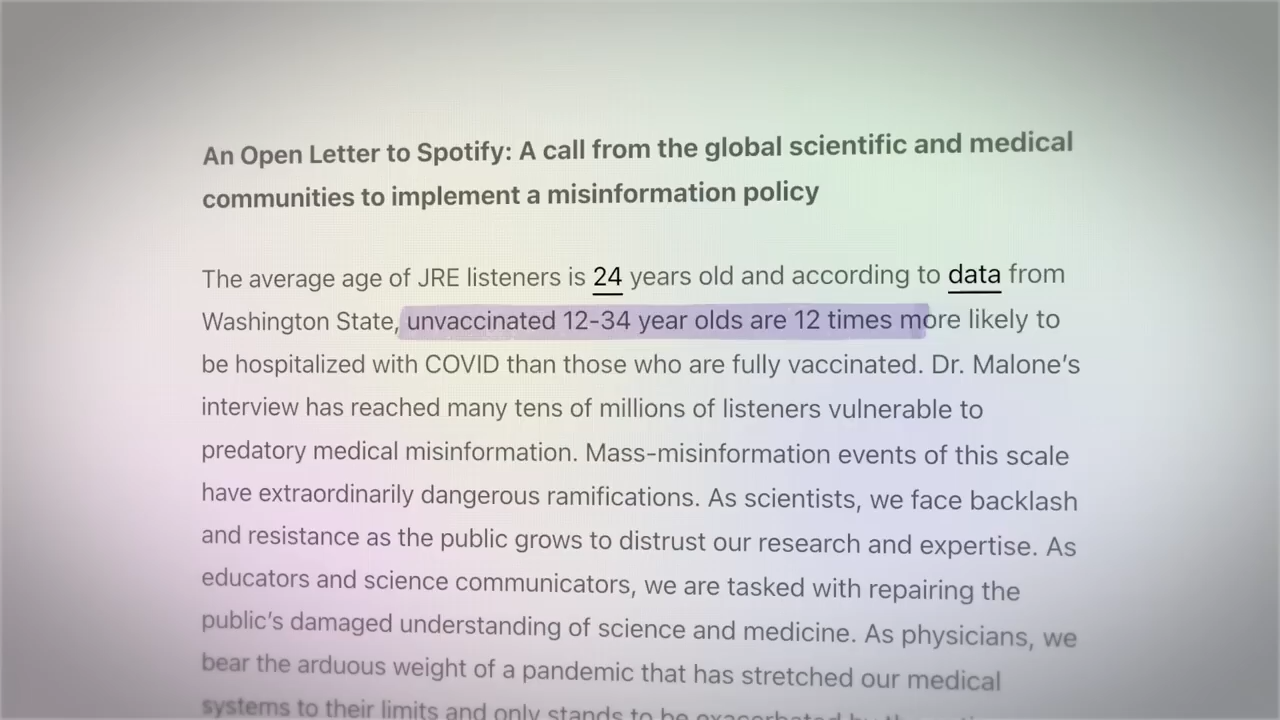 An Open Letter to Spotify: A call from the global scientific and medical
communities to implement a misinformation policy
The average age of JRE listeners is 24 years old and according to data from
Washington State, unvaccinated 12-34 year olds are 12 times more likely to
be hospitalized with COVID than those who are fully vaccinated. Dr. Malone’s
interview has reached many tens of millions of listeners vulnerable to
predatory medical misinformation. Mass-misinformation events of this scale
have extraordinarily dangerous ramifications. As scientists, we face backlash
and resistance as the public grows to distrust our research and expertise. As
educators and science communicators, we are tasked with repairing the
public’s damaged understanding of science and medicine. As physicians, we
bear the arduous weight of a pandemic that has stretched our medical
systems to their limits and only stands to be exacerbated by the